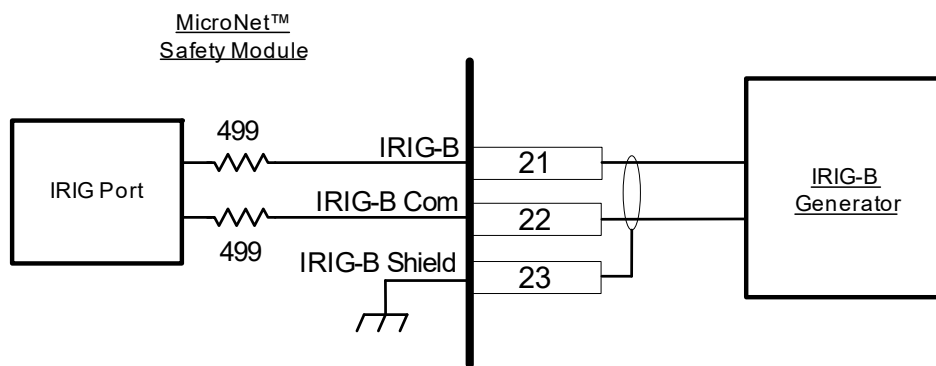 MicroNet™
Safety Module
499
IRIG-B
21
IRIG Port
IRIG-B Com
22
499
IRIG-B Shield
23
IRIG-B
Generator